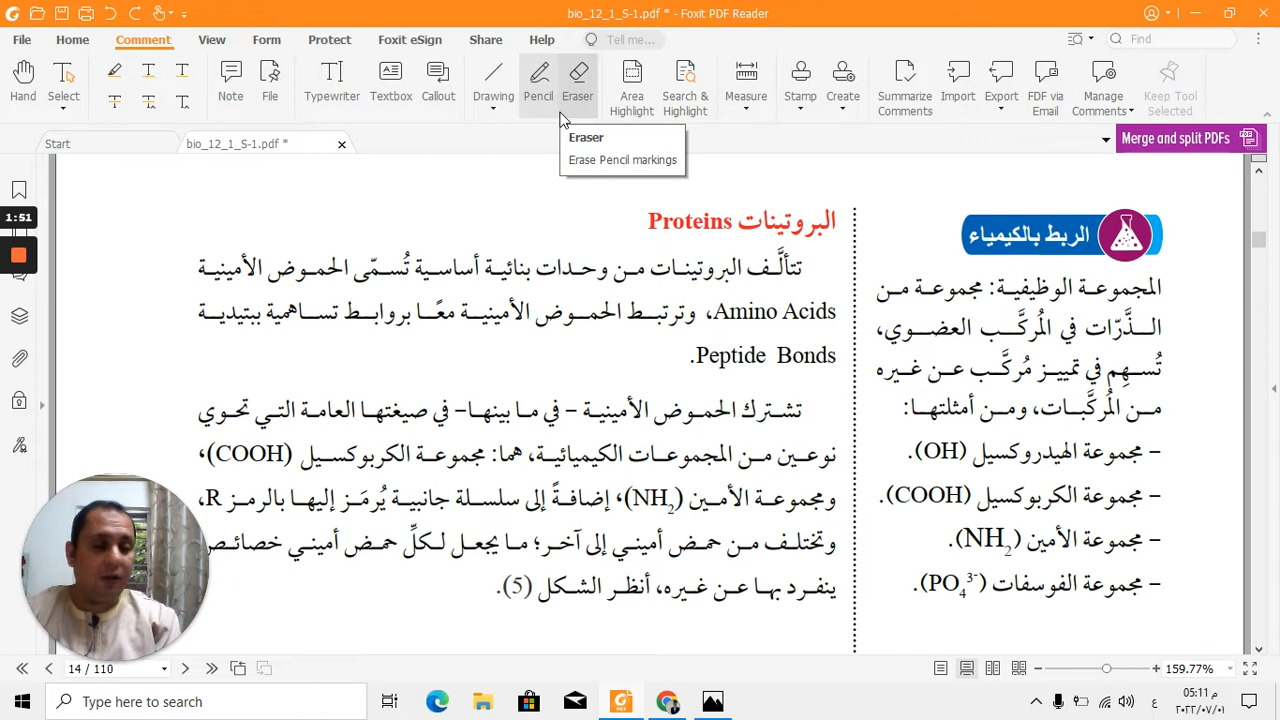 bio_12_1_S-1.pdf * - Foxit PDF Reader
File Home Comment View Form Protect Foxit eSign Share Help Tell me... Find
Hand Select Note File Typewriter Textbox Callout Drawing Pencil Eraser Area Highlight Search & Highlight Measure Stamp Create Summarize Comments Import Export PDF via Email Manage Comments Keep Tool Selected
Start bio_12_1_S-1.pdf * Merge and split PDFs
Eraser
Erase Pencil markings
1:51
البروتينات Proteins
تتألَّف البروتينات من وحدات بنائية أساسية تُسمّى الحموض الأمينية
Amino Acids، وترتبط الحموض الأمينية معًا بروابط تساهمية ببتيدية
Peptide Bonds.
تشترك الحموض الأمينية – في ما بينها– في صيغتها العامة التي تحوي
نوعين من المجموعات الكيميائية، هما: مجموعة الكربوكسيل (COOH)،
ومجموعة الأمين (NH₂)، إضافةً إلى سلسلة جانبية يُرمَز إليها بالرمز R،
وتختلف من حمض أميني إلى آخر؛ ما يجعل لكلِّ حمض أميني خصائص
ينفرد بها عن غيره، أنظر الشكل (5).
الربط بالكيمياء
المجموعة الوظيفية: مجموعة من
الذَّرّات في المُركَّب العضوي،
تُسهِم في تمييز مُركَّب عن غيره
من المُركَّبات، ومن أمثلتها:
– مجموعة الهيدروكسيل (OH).
– مجموعة الكربوكسيل (COOH).
– مجموعة الأمين (NH₂).
– مجموعة الفوسفات (PO₄³⁻).
14 / 110 159.77%
Type here to search ع 05:11 م
٢٠٢٢/٠٧/٠١